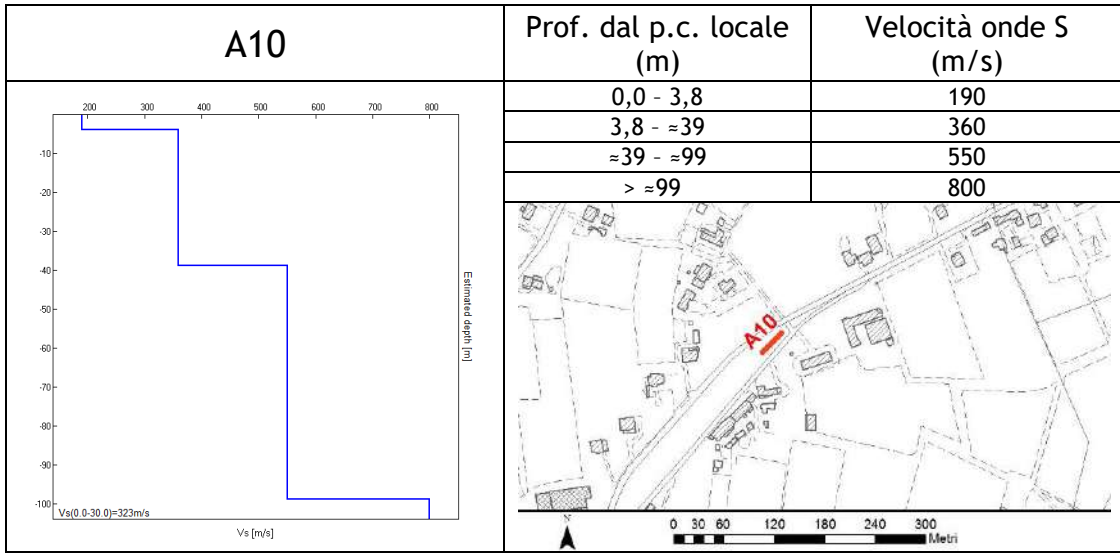 A10
Prof. dal p.c. locale
(m)
Velocità onde S
(m/s)
0,0 - 3,8
190
3,8 - ≈39
360
≈39 - ≈99
550
> ≈99
800
200 300 400 500 600 700 800
-10
-20
-30
-40
-50
-60
-70
-80
-90
-100
Estimated depth [m]
Vs(0.0-30.0)=323m/s
Vs [m/s]
A10
N
0 30 60 120 180 240 300
Metri